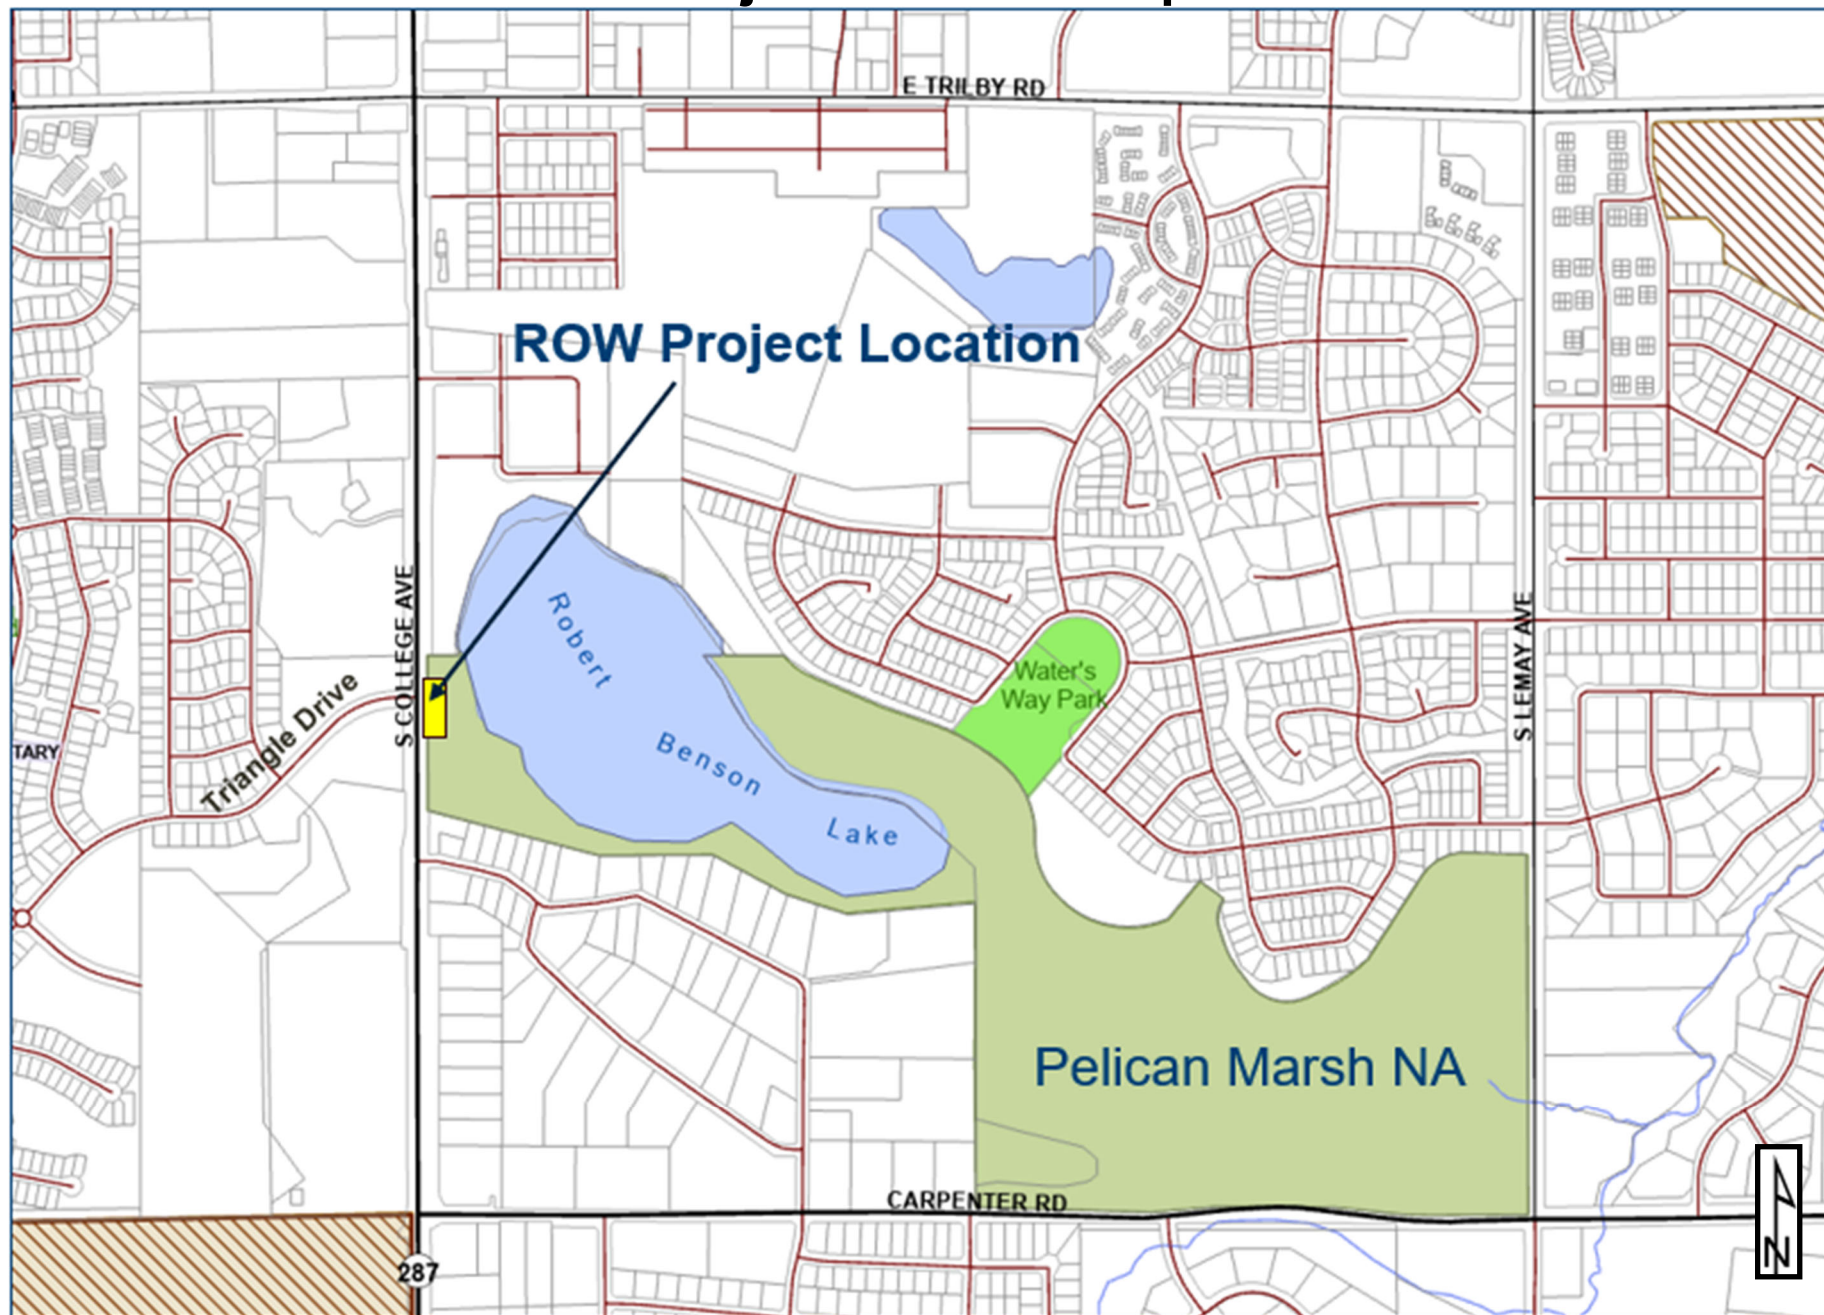 E TRILBY RD
ROW Project Location
S COLLEGE AVE
Robert
Benson
Lake
Water's
Way Park
S LEMAY AVE
Triangle Drive
TARY
Pelican Marsh NA
CARPENTER RD
287
N